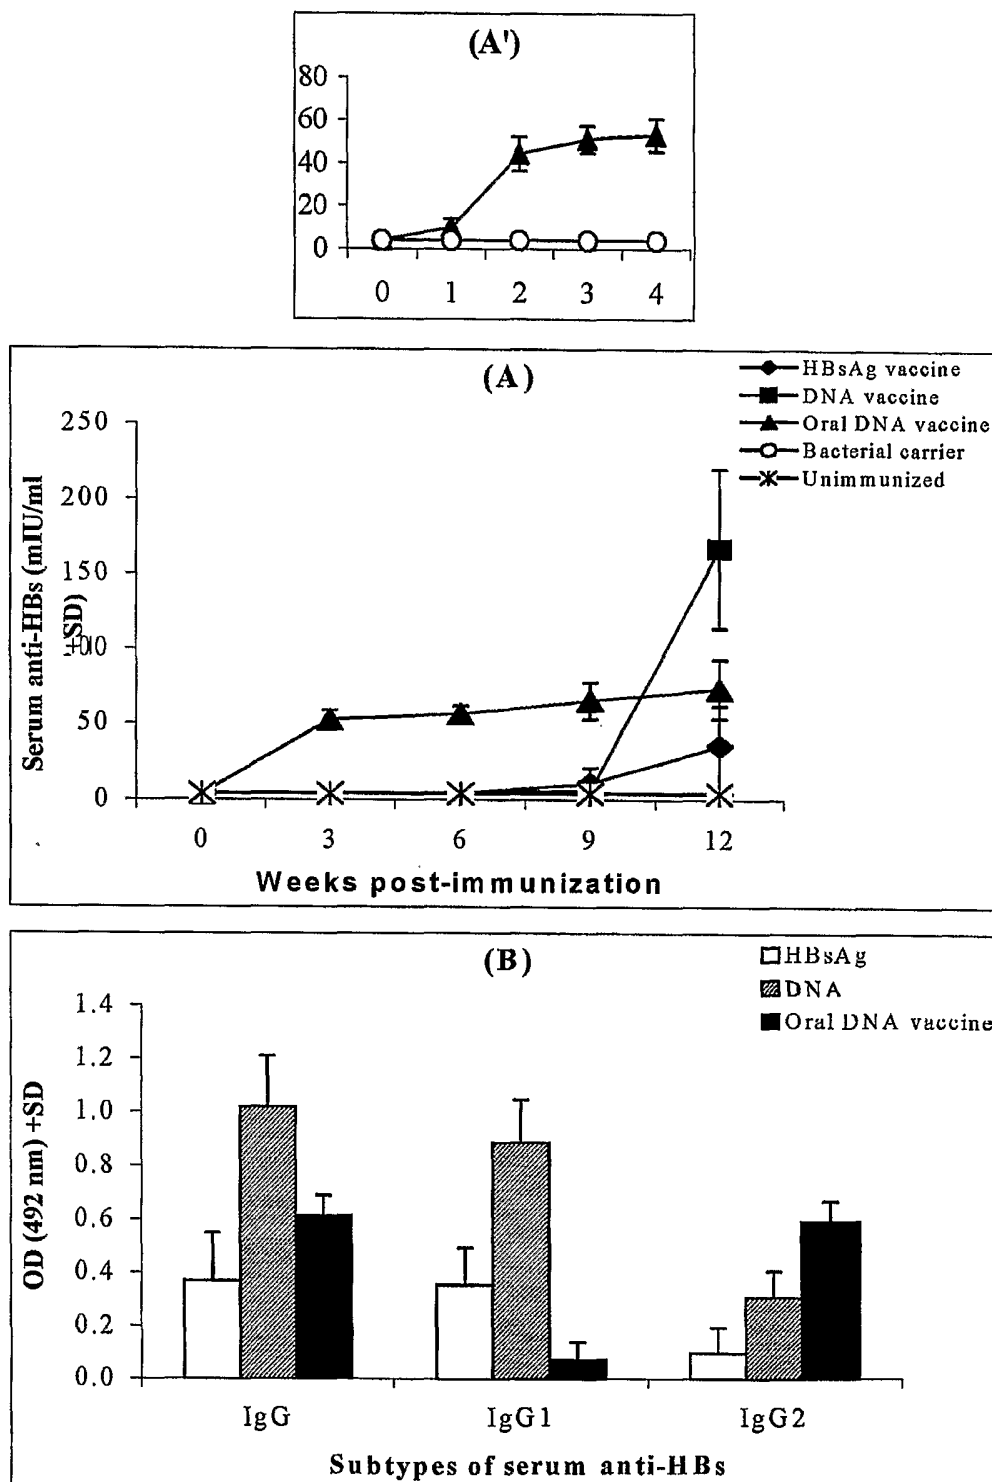 (A')
80
60
40
20
0
0 1 2 3 4
(A)
HBsAg vaccine
DNA vaccine
Oral DNA vaccine
Bacterial carrier
Unimmunized
Serum anti-HBs (mIU/ml
+SD)
250
200
150
00
50
0
0 3 6 9 12
Weeks post-immunization
(B)
HBsAg
DNA
Oral DNA vaccine
OD (492 nm) +SD
1.4
1.2
1.0
0.8
0.6
0.4
0.2
0.0
IgG IgG1 IgG2
Subtypes of serum anti-HBs